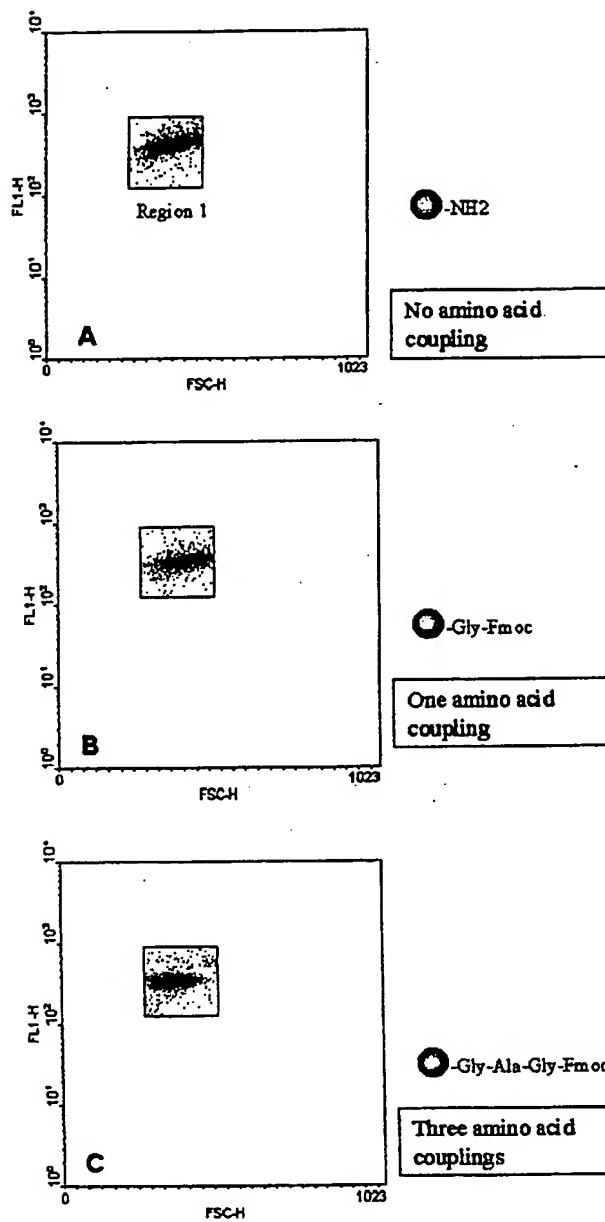 10⁴
10³
10²
10¹
10⁰
FL1-H
Region 1
A
0
1023
FSC-H
-NH2
No amino acid
coupling
10⁴
10³
10²
10¹
10⁰
FL1-H
B
0
1023
FSC-H
-Gly-Fmoc
One amino acid
coupling
10⁴
10³
10²
10¹
10⁰
FL1-H
C
0
1023
FSC-H
-Gly-Ala-Gly-Fmoc
Three amino acid
couplings